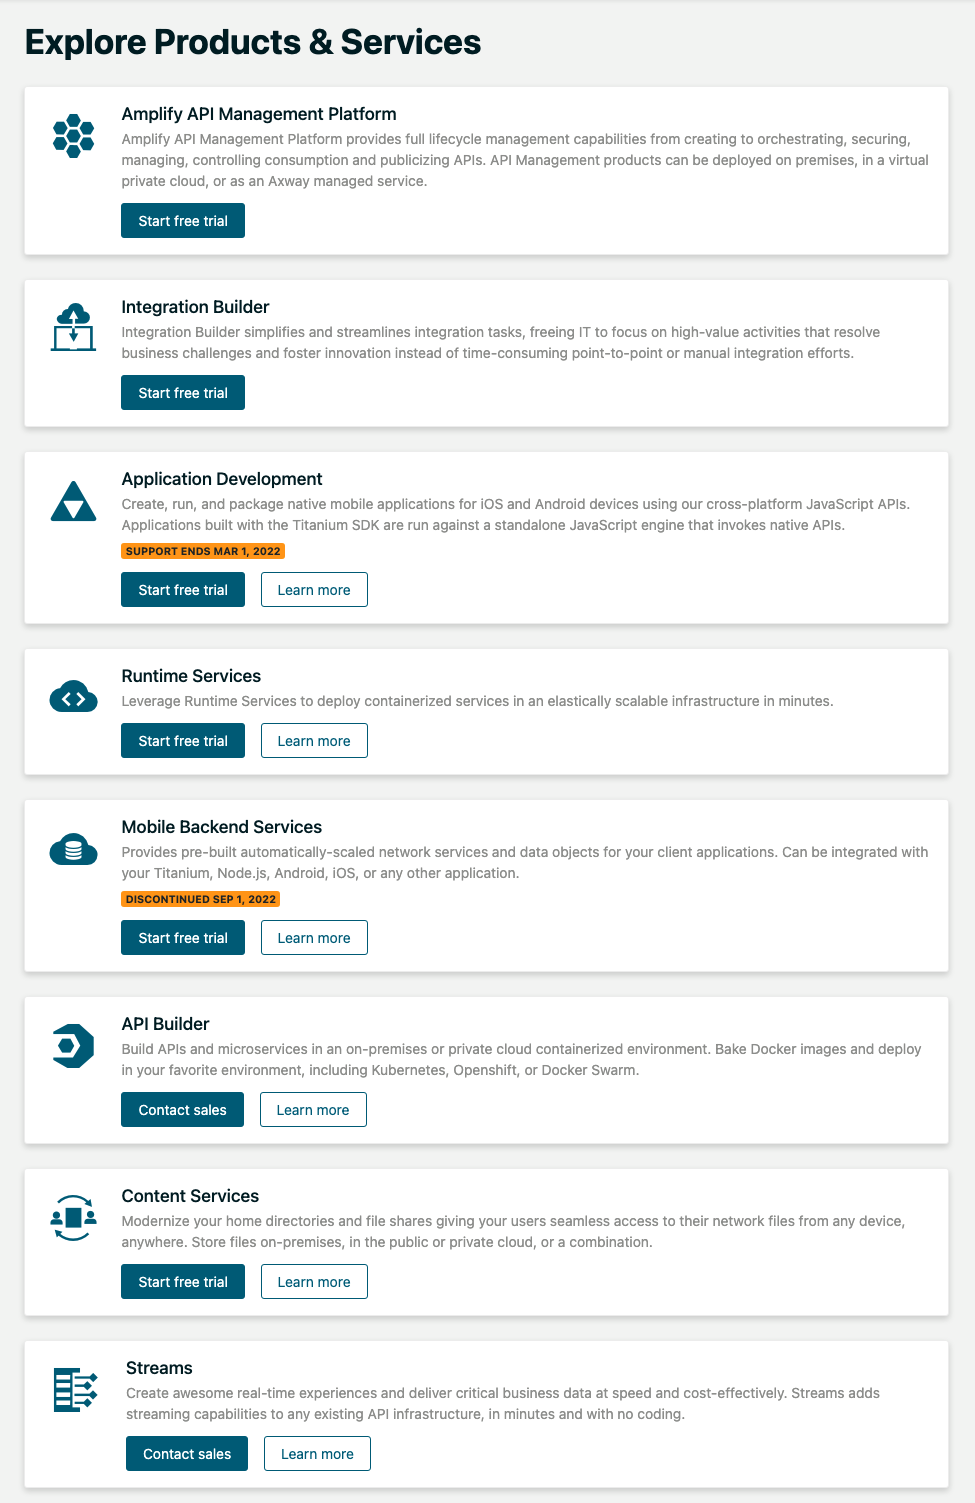 Explore Products & Services
Amplify API Management Platform
Amplify API Management Platform provides full lifecycle management capabilities from creating to orchestrating, securing,
managing, controlling consumption and publicizing APIs. API Management products can be deployed on premises, in a virtual
private cloud, or as an Axway managed service.
Start free trial
Integration Builder
Integration Builder simplifies and streamlines integration tasks, freeing IT to focus on high-value activities that resolve
business challenges and foster innovation instead of time-consuming point-to-point or manual integration efforts.
Start free trial
Application Development
Create, run, and package native mobile applications for iOS and Android devices using our cross-platform JavaScript APIs.
Applications built with the Titanium SDK are run against a standalone JavaScript engine that invokes native APIs.
SUPPORT ENDS MAR 1, 2022
Start free trial Learn more
Runtime Services
Leverage Runtime Services to deploy containerized services in an elastically scalable infrastructure in minutes.
Start free trial Learn more
Mobile Backend Services
Provides pre-built automatically-scaled network services and data objects for your client applications. Can be integrated with
your Titanium, Node.js, Android, iOS, or any other application.
DISCONTINUED SEP 1, 2022
Start free trial Learn more
API Builder
Build APIs and microservices in an on-premises or private cloud containerized environment. Bake Docker images and deploy
in your favorite environment, including Kubernetes, Openshift, or Docker Swarm.
Contact sales Learn more
Content Services
Modernize your home directories and file shares giving your users seamless access to their network files from any device,
anywhere. Store files on-premises, in the public or private cloud, or a combination.
Start free trial Learn more
Streams
Create awesome real-time experiences and deliver critical business data at speed and cost-effectively. Streams adds
streaming capabilities to any existing API infrastructure, in minutes and with no coding.
Contact sales Learn more